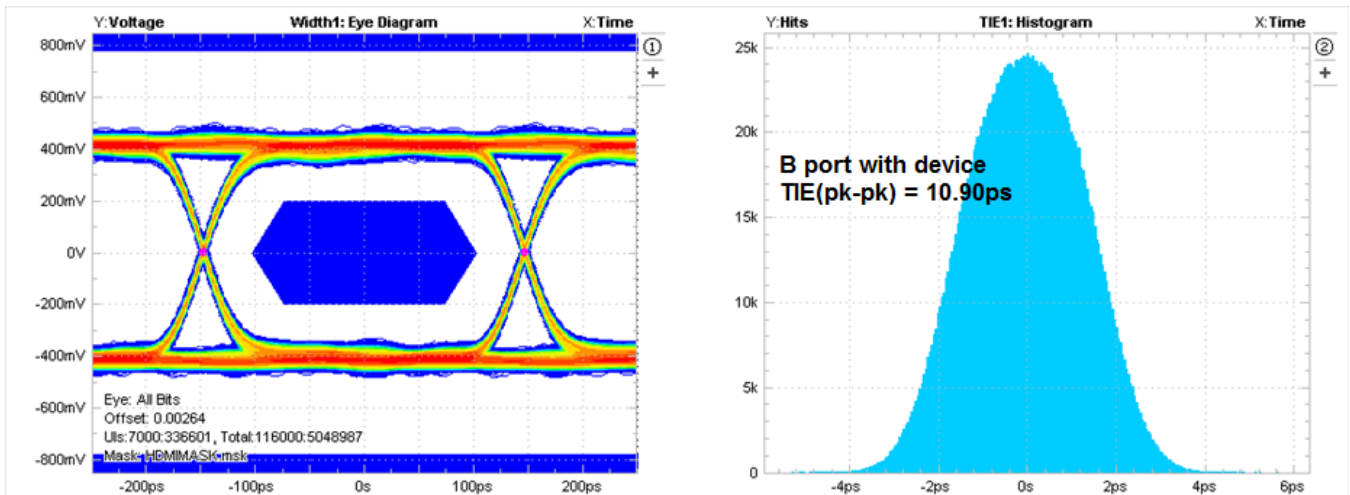 Y:Voltage Width1: Eye Diagram X:Time
800mV
600mV
400mV
200mV
0V
-200mV
-400mV
-600mV
-800mV
Eye: All Bits
Offset: 0.00264
UIs:7000:336601, Total:116000:5048987
Mask: HDMIMASK.msk
-200ps -100ps 0s 100ps 200ps
1
+
Y:Hits TIE1: Histogram X:Time
25k
20k
15k
10k
5k
0
B port with device
TIE(pk-pk) = 10.90ps
-4ps -2ps 0s 2ps 4ps 6ps
2
+